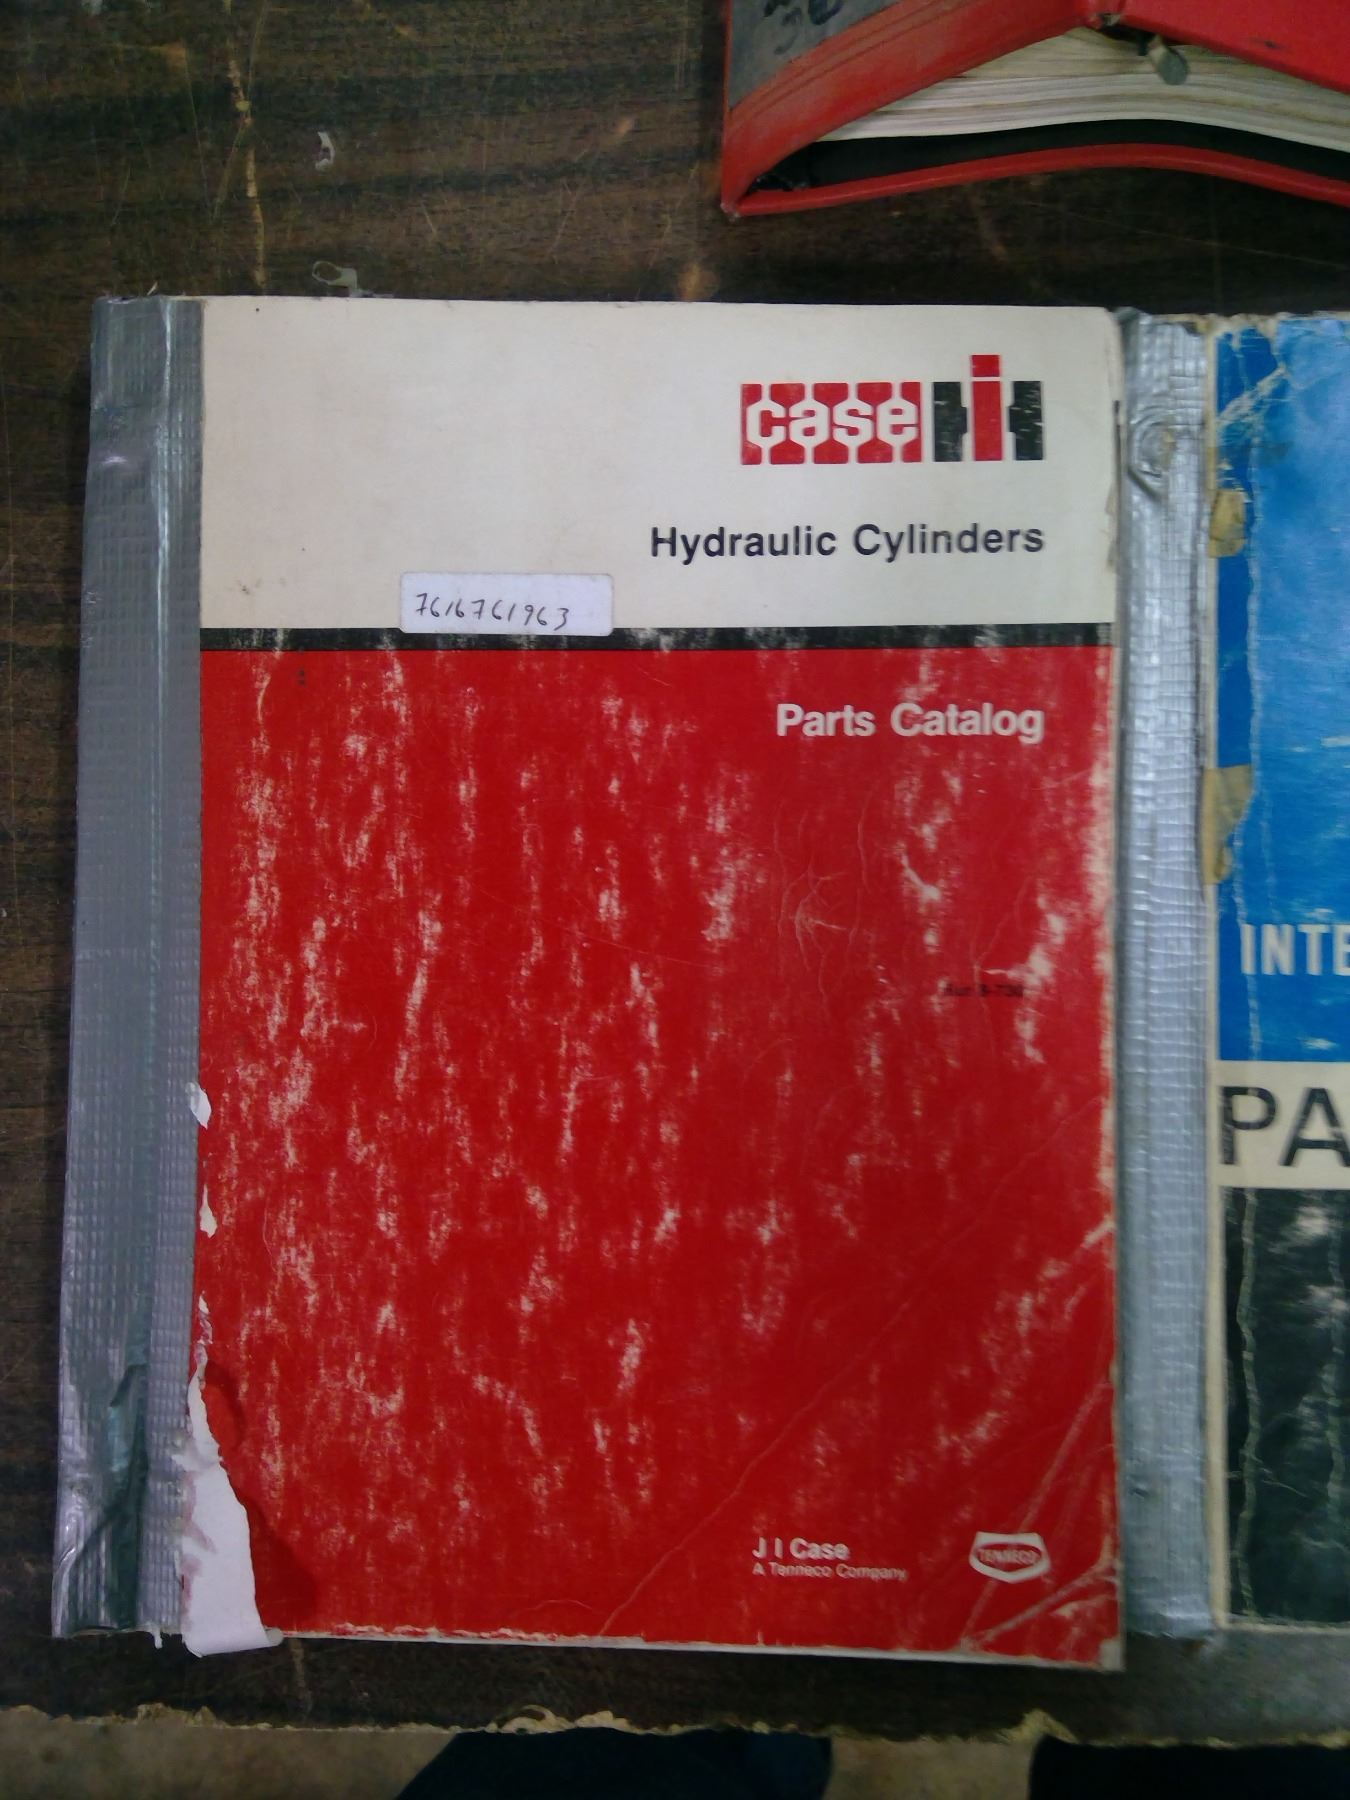 case IH
Hydraulic Cylinders
7616761963
Parts Catalog
J I Case
A Tenneco Company
TENNECO
INTE
PA